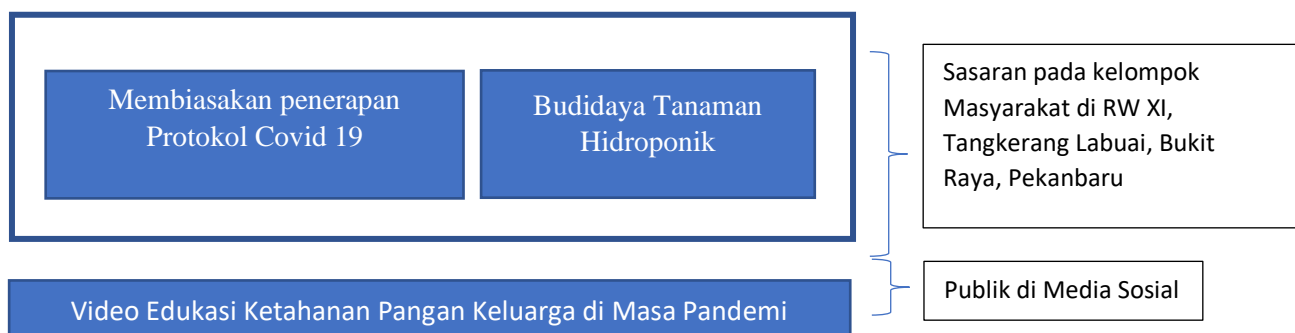 Membiasakan penerapan
Protokol Covid 19
Budidaya Tanaman
Hidroponik
Sasaran pada kelompok
Masyarakat di RW XI,
Tangkerang Labuai, Bukit
Raya, Pekanbaru
Video Edukasi Ketahanan Pangan Keluarga di Masa Pandemi
Publik di Media Sosial